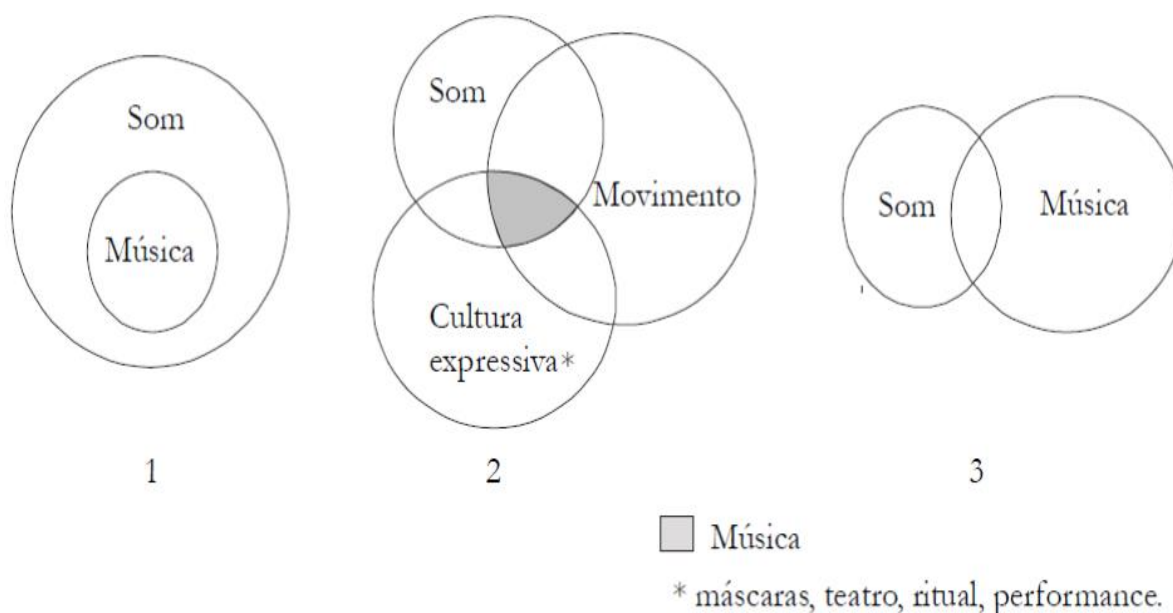 Som
Música
1
Som
Movimento
Cultura
expressiva*
2
Som
Música
3
Música
* máscaras, teatro, ritual, performance.